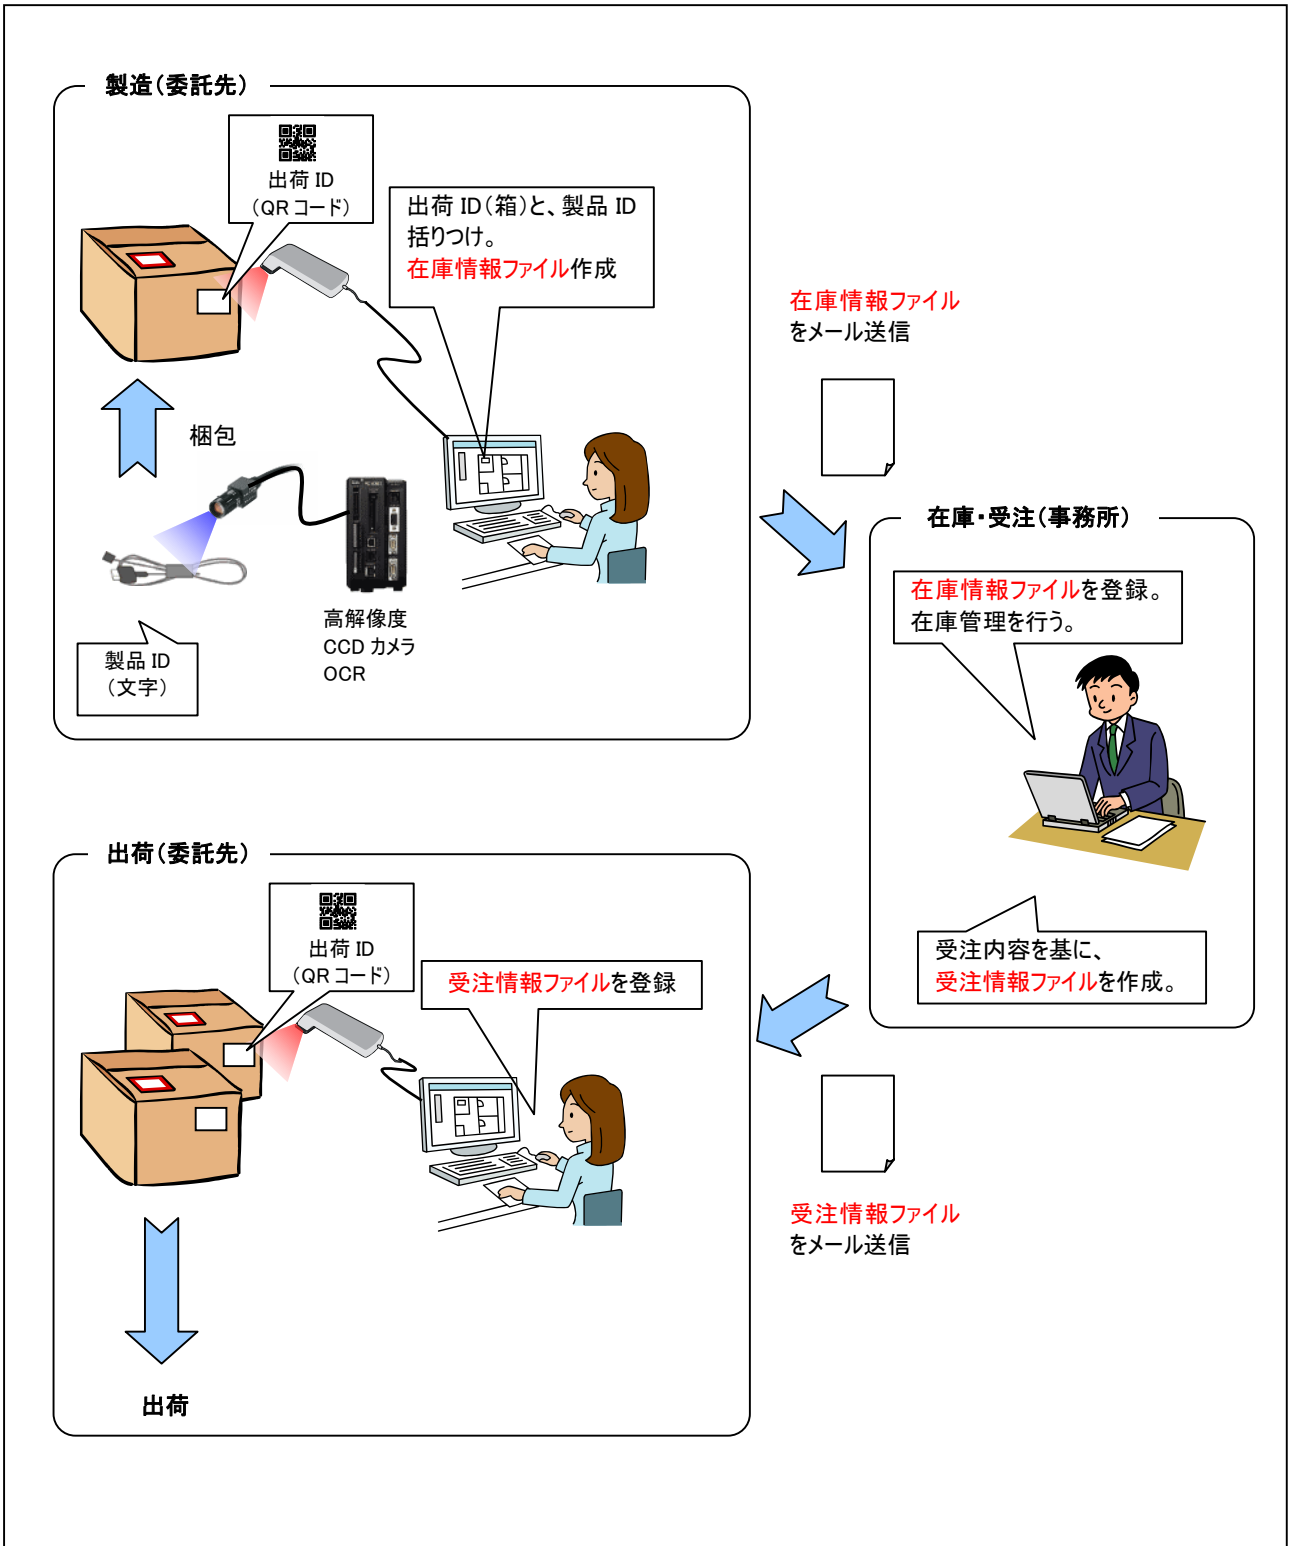 製造（委託先）
出荷 ID
（QRコード）
出荷 ID（箱）と、製品 ID
括りつけ。
在庫情報ファイル作成
在庫情報ファイル
をメール送信
梱包
高解像度
CCD カメラ
OCR
製品 ID
（文字）
在庫・受注（事務所）
在庫情報ファイルを登録。
在庫管理を行う。
受注内容を基に、
受注情報ファイルを作成。
出荷（委託先）
出荷 ID
（QRコード）
受注情報ファイルを登録
受注情報ファイル
をメール送信
出荷